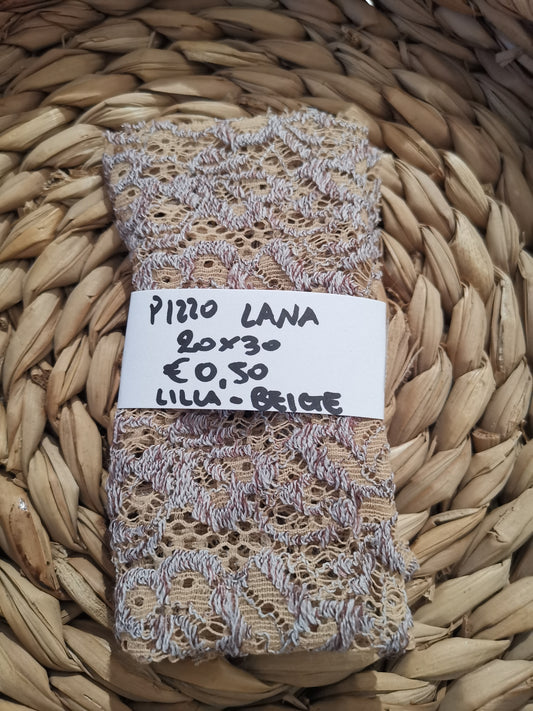 PIZZO LANA
20x30
€0,50
LILLA - BEIGE